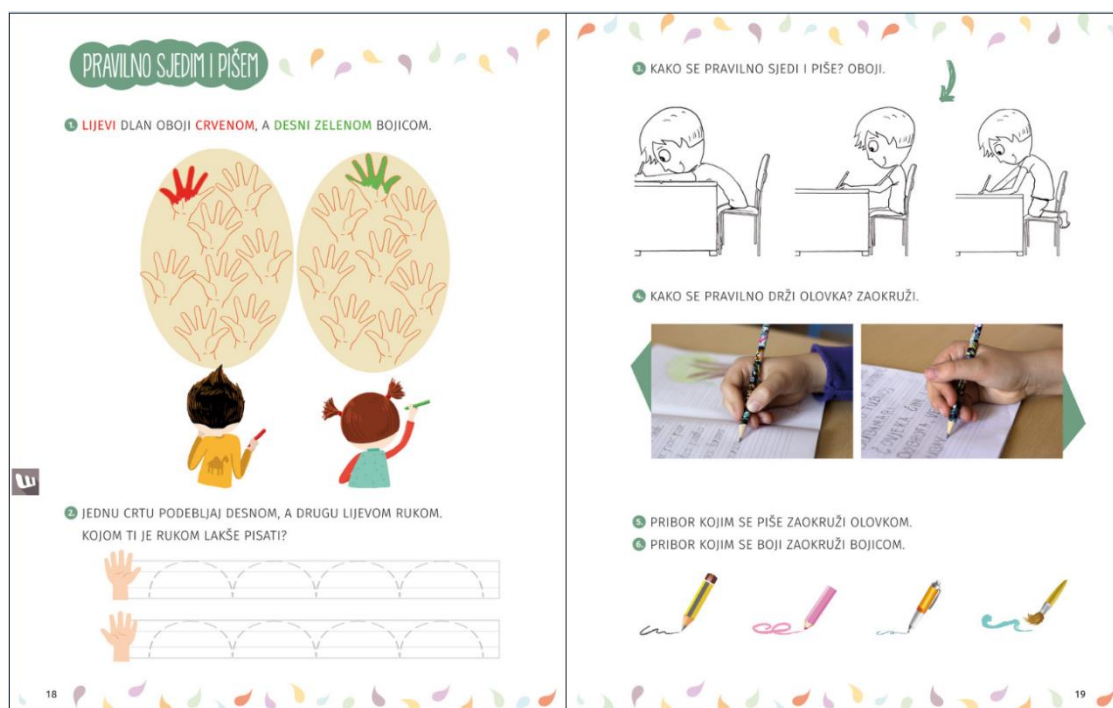 PRAVILNO SJEDIM I PIŠEM
1. LIJEVI DLAN OBOJI CRVENOM, A DESNI ZELENOM BOJICOM.
2. JEDNU CRTU PODEBLJAJ DESNOM, A DRUGU LIJEVOM RUKOM.
KOJOM TI JE RUKOM LAKŠE PISATI?
18
3. KAKO SE PRAVILNO SJEDI I PIŠE? OBOJI.
4. KAKO SE PRAVILNO DRŽI OLOVKA? ZAOKRUŽI.
ČOVJEKA ČINI
5. PRIBOR KOJIM SE PIŠE ZAOKRUŽI OLOVKOM.
6. PRIBOR KOJIM SE BOJI ZAOKRUŽI BOJICOM.
19